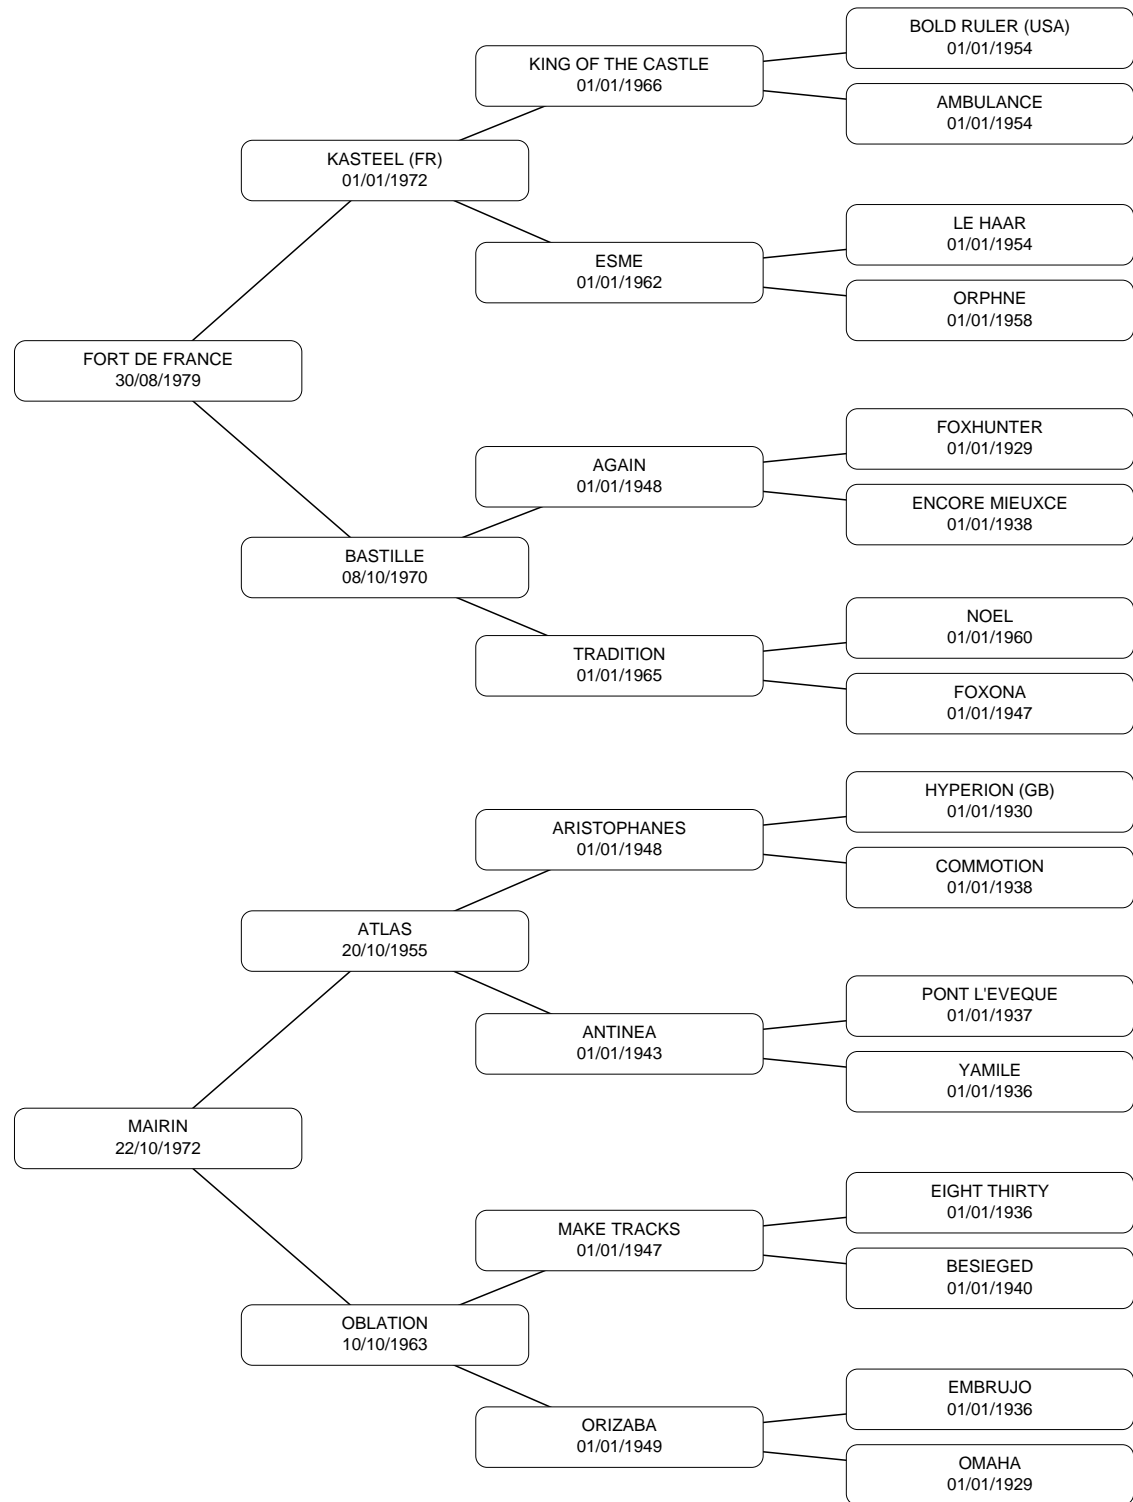 BOLD RULER (USA)
01/01/1954
KING OF THE CASTLE
01/01/1966
AMBULANCE
01/01/1954
KASTEEL (FR)
01/01/1972
LE HAAR
01/01/1954
ESME
01/01/1962
ORPHNE
01/01/1958
FORT DE FRANCE
30/08/1979
FOXHUNTER
01/01/1929
AGAIN
01/01/1948
ENCORE MIEUXCE
01/01/1938
BASTILLE
08/10/1970
NOEL
01/01/1960
TRADITION
01/01/1965
FOXONA
01/01/1947
HYPERION (GB)
01/01/1930
ARISTOPHANES
01/01/1948
COMMOTION
01/01/1938
ATLAS
20/10/1955
PONT L'EVEQUE
01/01/1937
ANTINEA
01/01/1943
YAMILE
01/01/1936
MAIRIN
22/10/1972
EIGHT THIRTY
01/01/1936
MAKE TRACKS
01/01/1947
BESIEGED
01/01/1940
OBLATION
10/10/1963
EMBRUJO
01/01/1936
ORIZABA
01/01/1949
OMAHA
01/01/1929